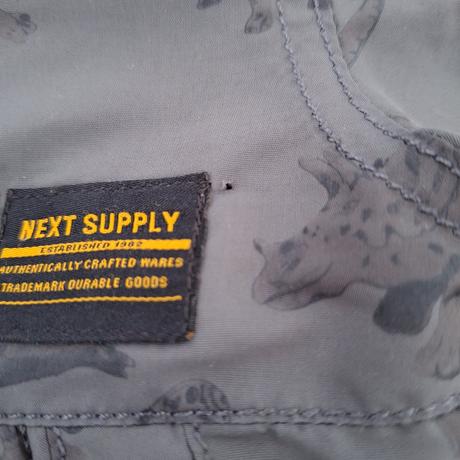 NEXT SUPPLY
ESTABLISHED 1982
AUTHENTICALLY CRAFTED WARES
TRADEMARK DURABLE GOODS